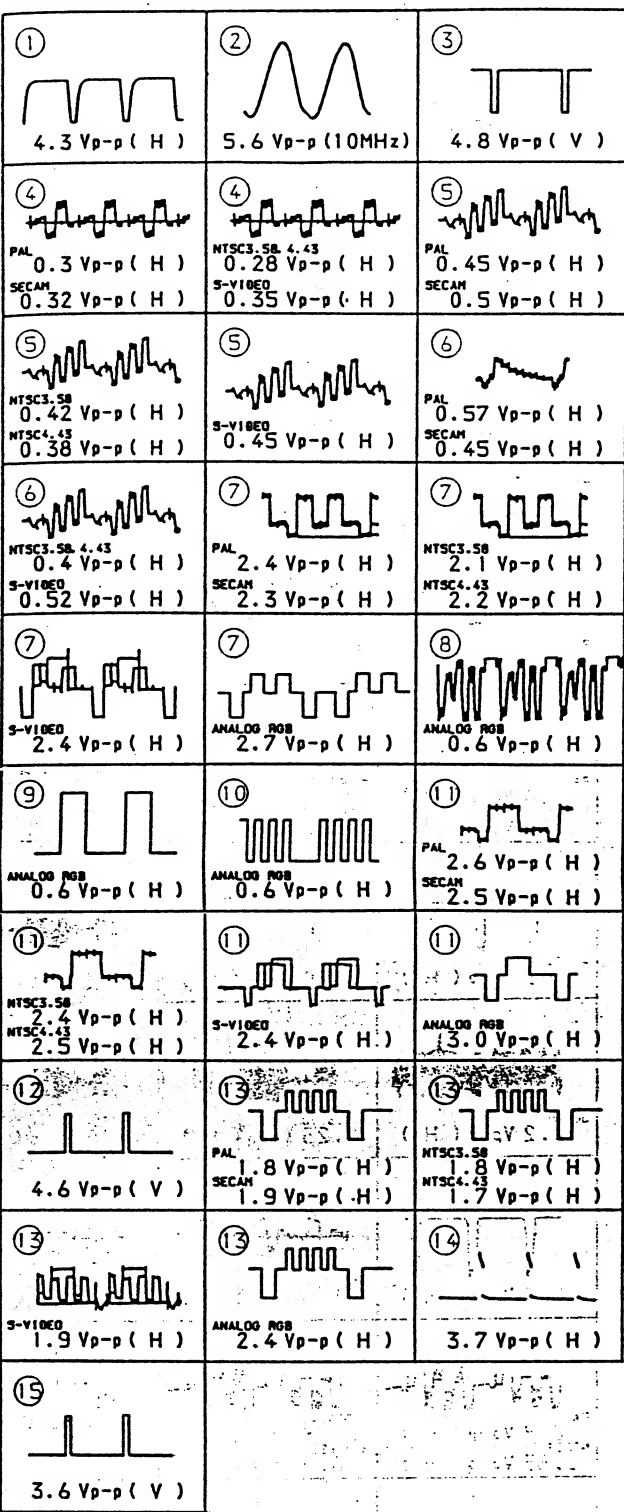 ①
4.3 Vp-p ( H )
②
5.6 Vp-p (10MHz)
③
4.8 Vp-p ( V )
④
PAL
0.3 Vp-p ( H )
SECAM
0.32 Vp-p ( H )
④
NTSC3.58. 4.43
0.28 Vp-p ( H )
S-VIDEO
0.35 Vp-p ( H )
⑤
PAL
0.45 Vp-p ( H )
SECAM
0.5 Vp-p ( H )
⑤
NTSC3.58
0.42 Vp-p ( H )
NTSC4.43
0.38 Vp-p ( H )
⑤
S-VIDEO
0.45 Vp-p ( H )
⑥
PAL
0.57 Vp-p ( H )
SECAM
0.45 Vp-p ( H )
⑥
NTSC3.58. 4.43
0.4 Vp-p ( H )
S-VIDEO
0.52 Vp-p ( H )
⑦
PAL
2.4 Vp-p ( H )
SECAM
2.3 Vp-p ( H )
⑦
NTSC3.58
2.1 Vp-p ( H )
NTSC4.43
2.2 Vp-p ( H )
⑦
S-VIDEO
2.4 Vp-p ( H )
⑦
ANALOG RGB
2.7 Vp-p ( H )
⑧
ANALOG RGB
0.6 Vp-p ( H )
⑨
ANALOG RGB
0.6 Vp-p ( H )
⑩
ANALOG RGB
0.6 Vp-p ( H )
⑪
PAL
2.6 Vp-p ( H )
SECAM
2.5 Vp-p ( H )
⑪
NTSC3.58
2.4 Vp-p ( H )
NTSC4.43
2.5 Vp-p ( H )
⑪
S-VIDEO
2.4 Vp-p ( H )
⑪
ANALOG RGB
3.0 Vp-p ( H )
⑫
4.6 Vp-p ( V )
⑬
PAL
1.8 Vp-p ( H )
SECAM
1.9 Vp-p ( H )
⑬
NTSC3.58
1.8 Vp-p ( H )
NTSC4.43
1.7 Vp-p ( H )
⑬
S-VIDEO
1.9 Vp-p ( H )
⑬
ANALOG RGB
2.4 Vp-p ( H )
⑭
3.7 Vp-p ( H )
⑮
3.6 Vp-p ( V )